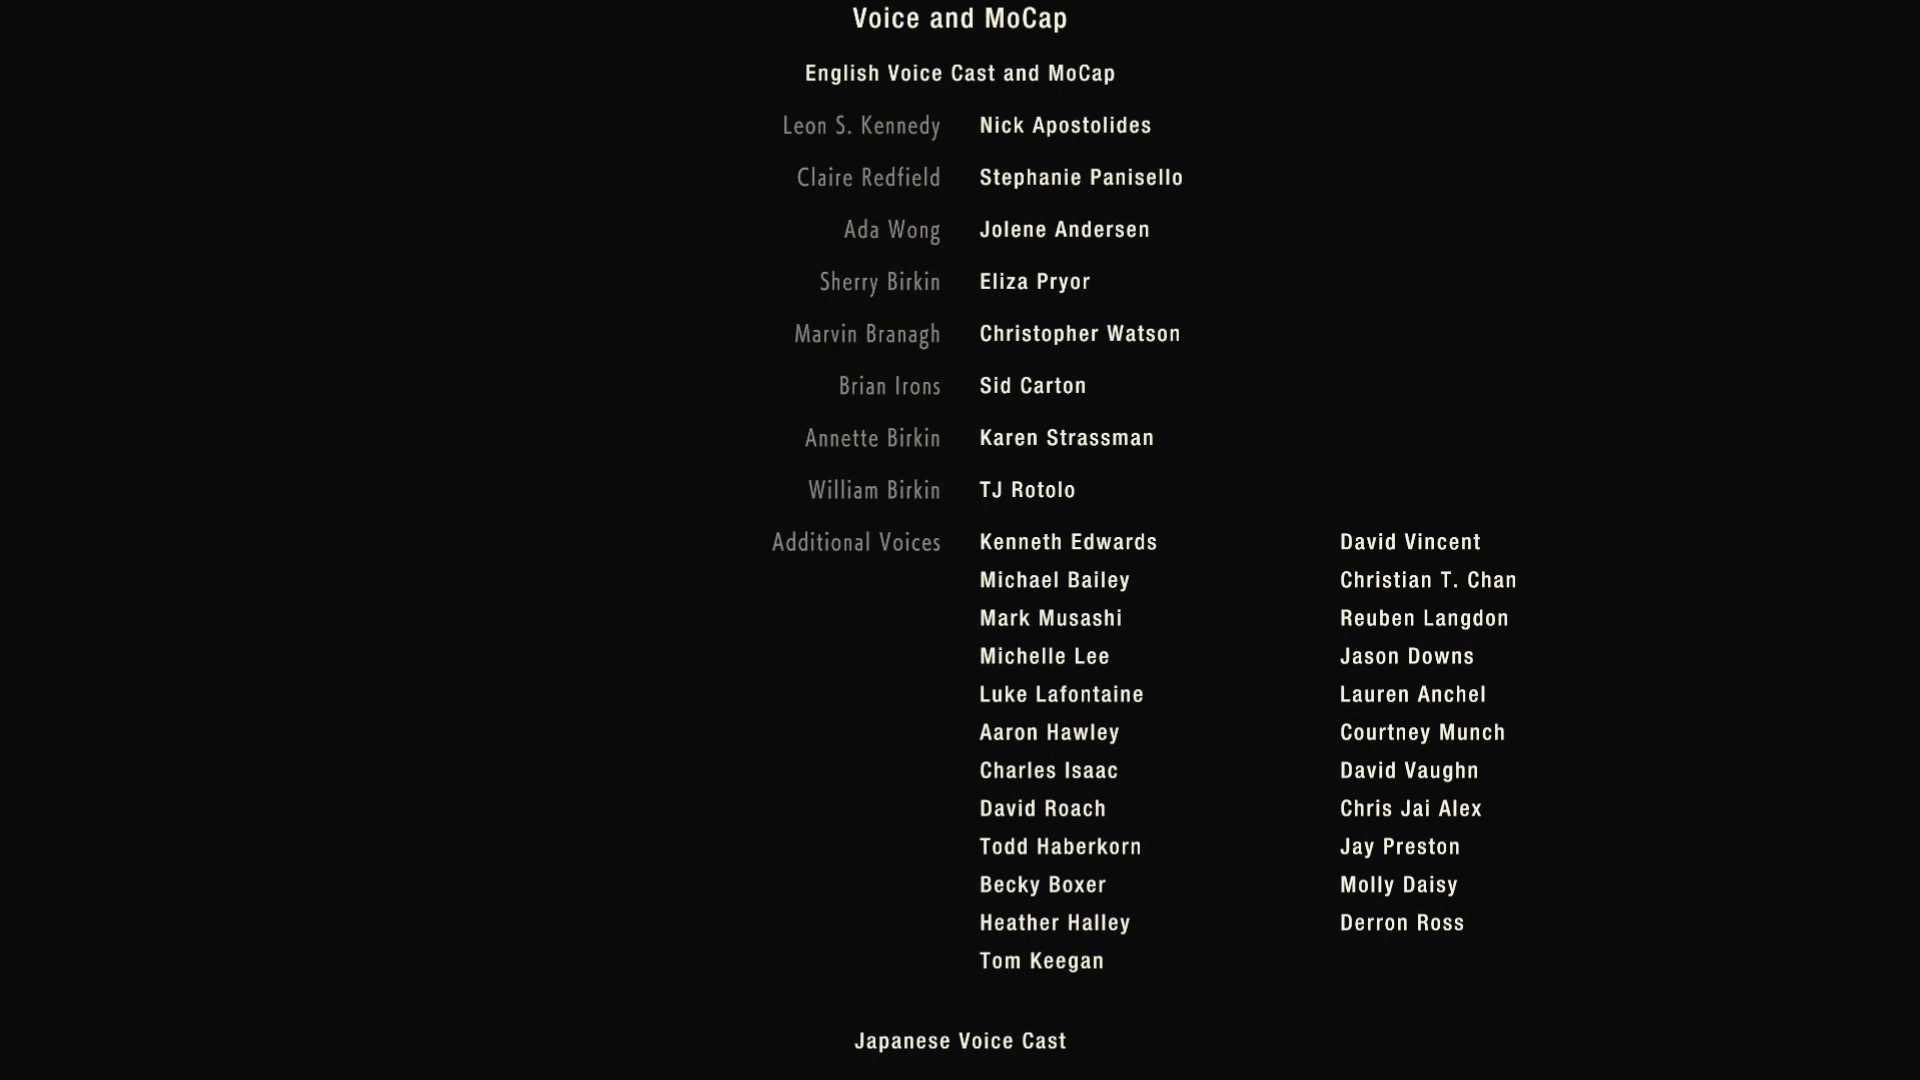 Voice and MoCap
English Voice Cast and MoCap
Leon S. Kennedy Nick Apostolides
Claire Redfield Stephanie Panisello
Ada Wong Jolene Andersen
Sherry Birkin Eliza Pryor
Marvin Branagh Christopher Watson
Brian Irons Sid Carton
Annette Birkin Karen Strassman
William Birkin TJ Rotolo
Additional Voices Kenneth Edwards David Vincent
Michael Bailey Christian T. Chan
Mark Musashi Reuben Langdon
Michelle Lee Jason Downs
Luke Lafontaine Lauren Anchel
Aaron Hawley Courtney Munch
Charles Isaac David Vaughn
David Roach Chris Jai Alex
Todd Haberkorn Jay Preston
Becky Boxer Molly Daisy
Heather Halley Derron Ross
Tom Keegan
Japanese Voice Cast